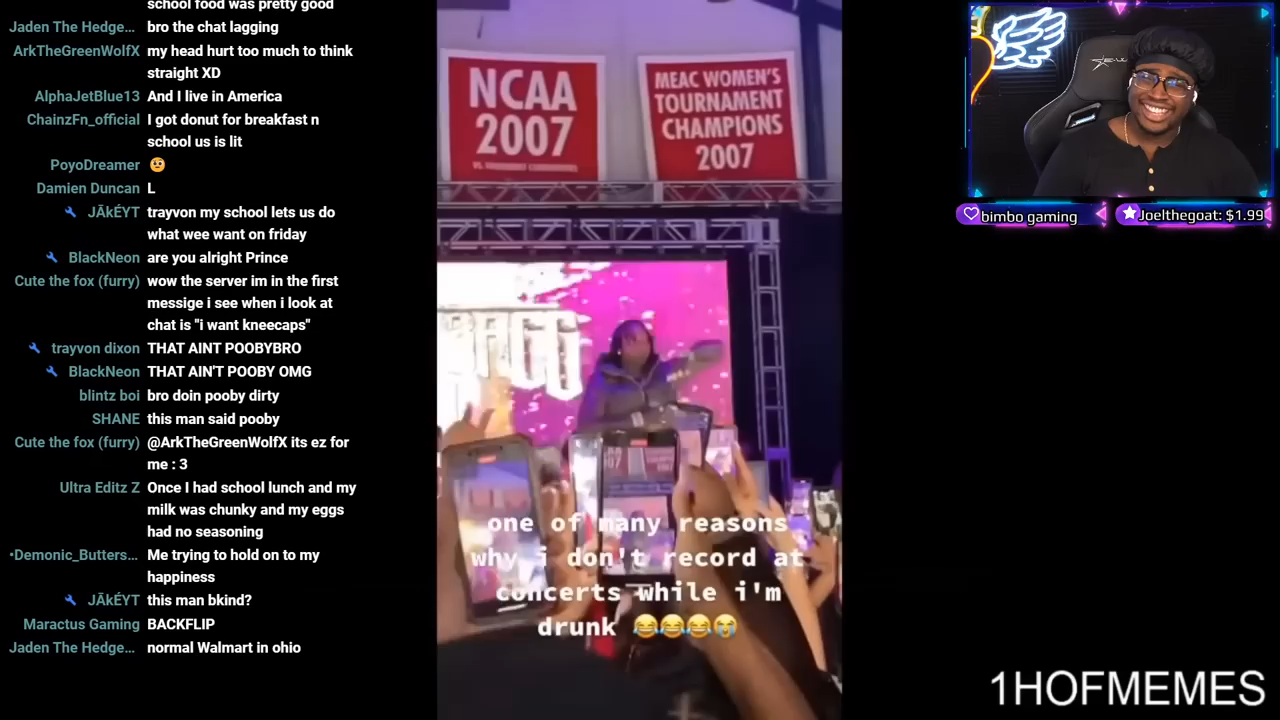 school food was pretty good
Jaden The Hedge... bro the chat lagging
ArkTheGreenWolfX my head hurt too much to think
straight XD
AlphaJetBlue13 And I live in America
ChainzFn_official I got donut for breakfast n
school us is lit
PoyoDreamer 🤨
Damien Duncan L
JĀkÉYT trayvon my school lets us do
what wee want on friday
BlackNeon are you alright Prince
Cute the fox (furry) wow the server im in the first
messige i see when i look at
chat is "i want kneecaps"
trayvon dixon THAT AINT POOBYBRO
BlackNeon THAT AIN'T POOBY OMG
blintz boi bro doin pooby dirty
SHANE this man said pooby
Cute the fox (furry) @ArkTheGreenWolfX its ez for
me : 3
Ultra Editz Z Once I had school lunch and my
milk was chunky and my eggs
had no seasoning
•Demonic_Butters... Me trying to hold on to my
happiness
JĀkÉYT this man bkind?
Maractus Gaming BACKFLIP
Jaden The Hedge... normal Walmart in ohio
NCAA
2007
MEAC WOMEN'S
TOURNAMENT
CHAMPIONS
2007
one of many reasons
why i don't record at
concerts while i'm
drunk 😂😂😂😭
bimbo gaming
Joelthegoat: $1.99
1HOFMEMES